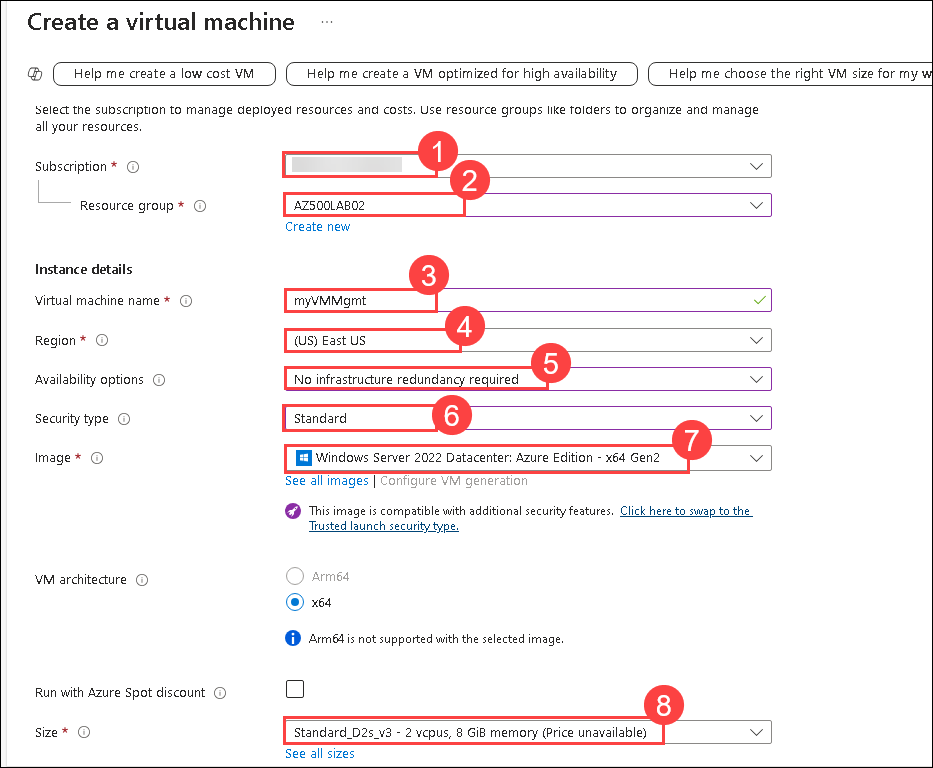 Create a virtual machine ...
Help me create a low cost VM
Help me create a VM optimized for high availability
Help me choose the right VM size for my w
Select the subscription to manage deployed resources and costs. Use resource groups like folders to organize and manage
all your resources.
1
Subscription *
2
Resource group *
AZ500LAB02
Create new
Instance details
3
Virtual machine name *
myVMMgmt
4
Region *
(US) East US
5
Availability options
No infrastructure redundancy required
6
Security type
Standard
7
Image *
Windows Server 2022 Datacenter: Azure Edition - x64 Gen2
See all images | Configure VM generation
This image is compatible with additional security features. Click here to swap to the
Trusted launch security type.
VM architecture
Arm64
x64
Arm64 is not supported with the selected image.
Run with Azure Spot discount
8
Size *
Standard_D2s_v3 - 2 vcpus, 8 GiB memory (Price unavailable)
See all sizes